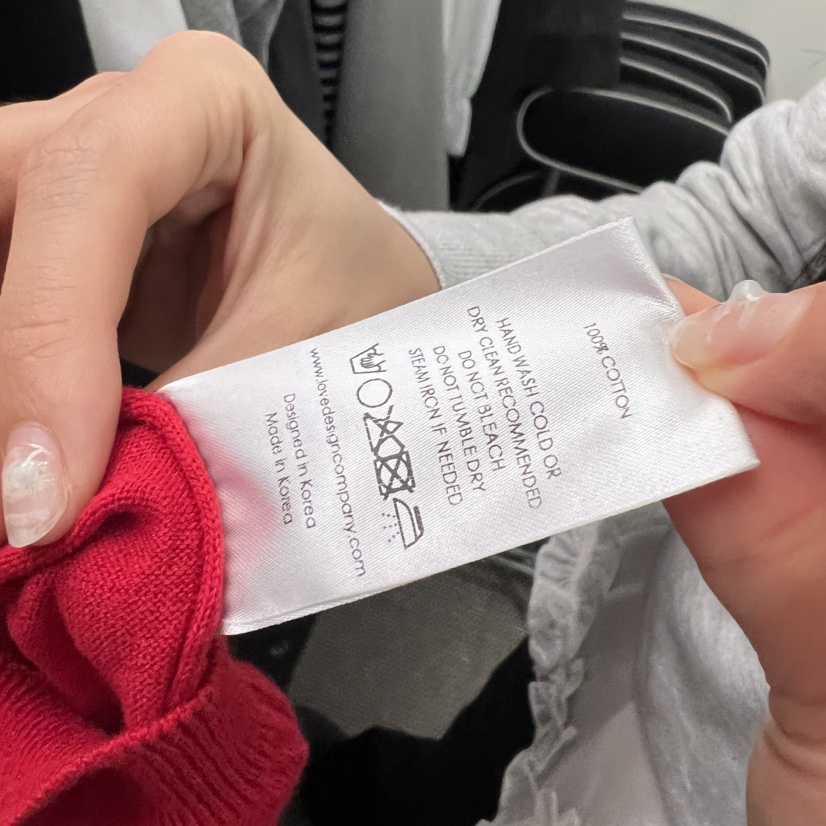 100% COTTON
HAND WASH COLD OR
DRY CLEAN RECOMMENDED
DO NOT BLEACH
DO NOT TUMBLE DRY
STEAM IRON IF NEEDED
www.lovedesigncompany.com
Designed in Korea
Made in Korea